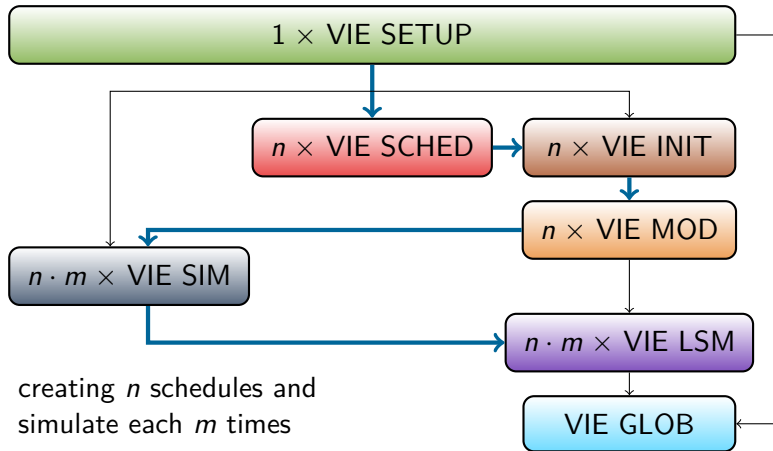 1 × VIE SETUP
n × VIE SCHED
n × VIE INIT
n × VIE MOD
n · m × VIE SIM
n · m × VIE LSM
creating n schedules and
simulate each m times
VIE GLOB